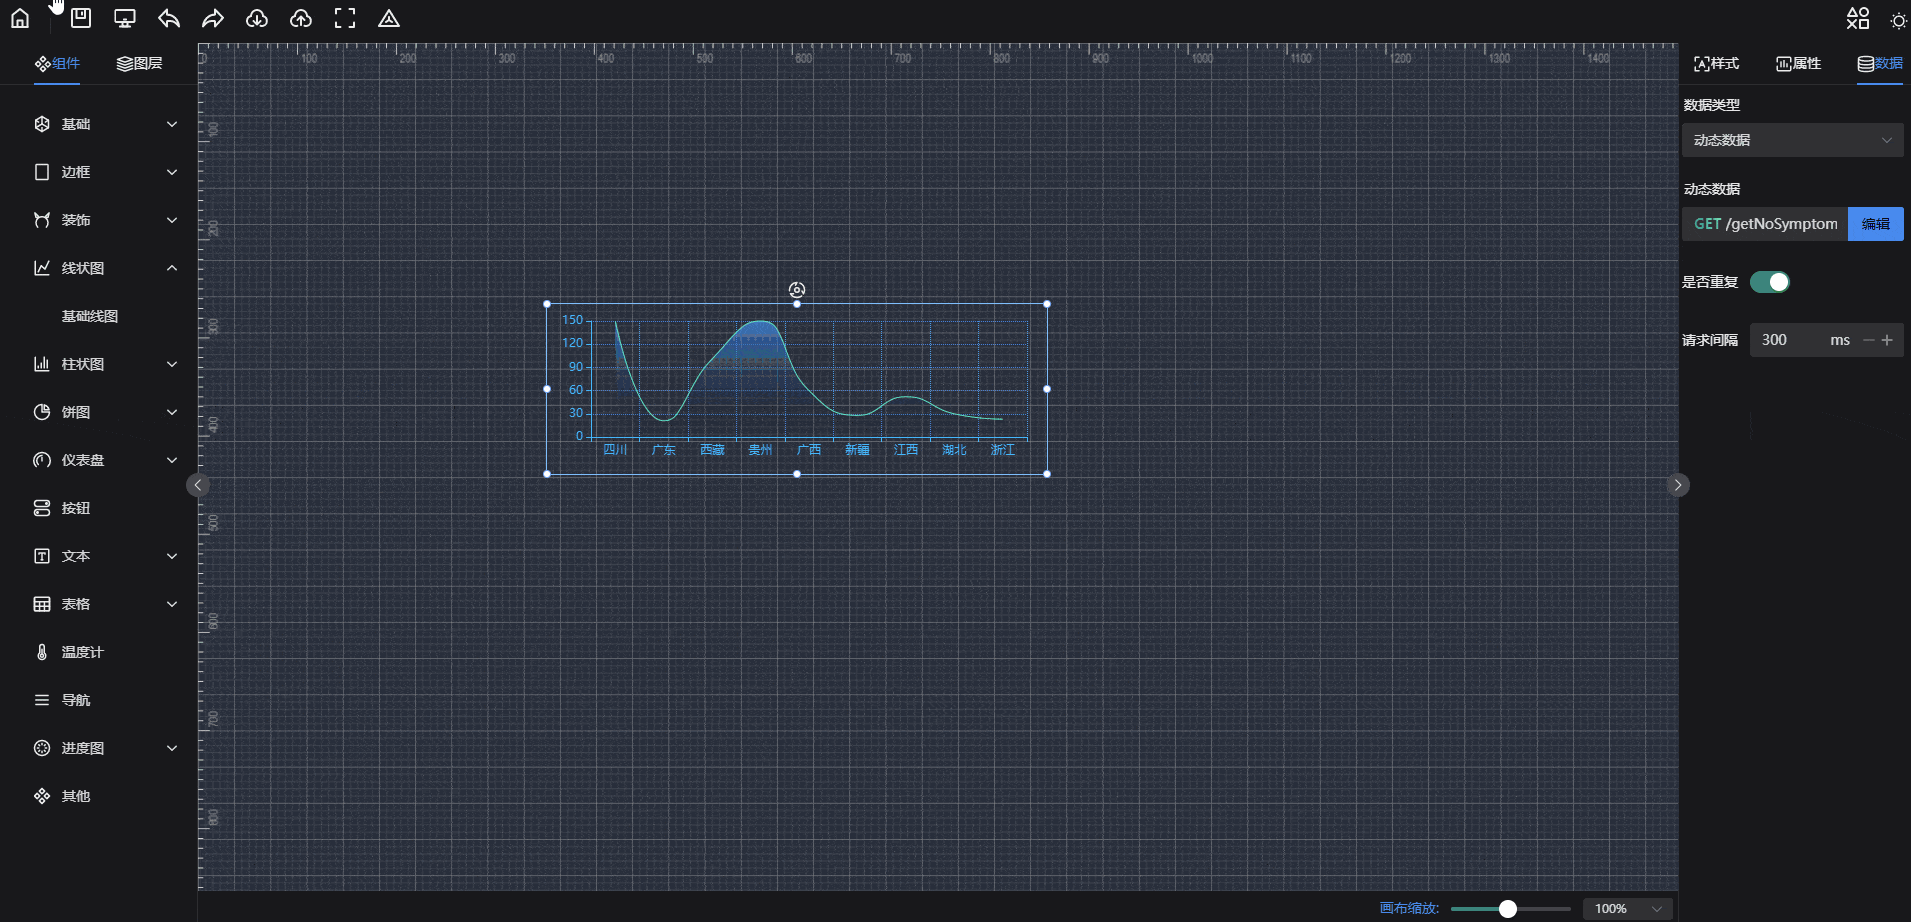 组件 图层
基础
边框
装饰
线状图
基础线图
柱状图
饼图
仪表盘
按钮
文本
表格
温度计
导航
进度图
其他
0 100 200 300 400 500 600 700 800 900 1000 1100 1200 1300 1400
100
200
300
400
500
600
700
800
150
120
90
60
30
0
四川 广东 西藏 贵州 广西 新疆 江西 湖北 浙江
画布缩放: 100%
样式 属性 数据
数据类型
动态数据
动态数据
GET /getNoSymptom 编辑
是否重复
请求间隔 300 ms